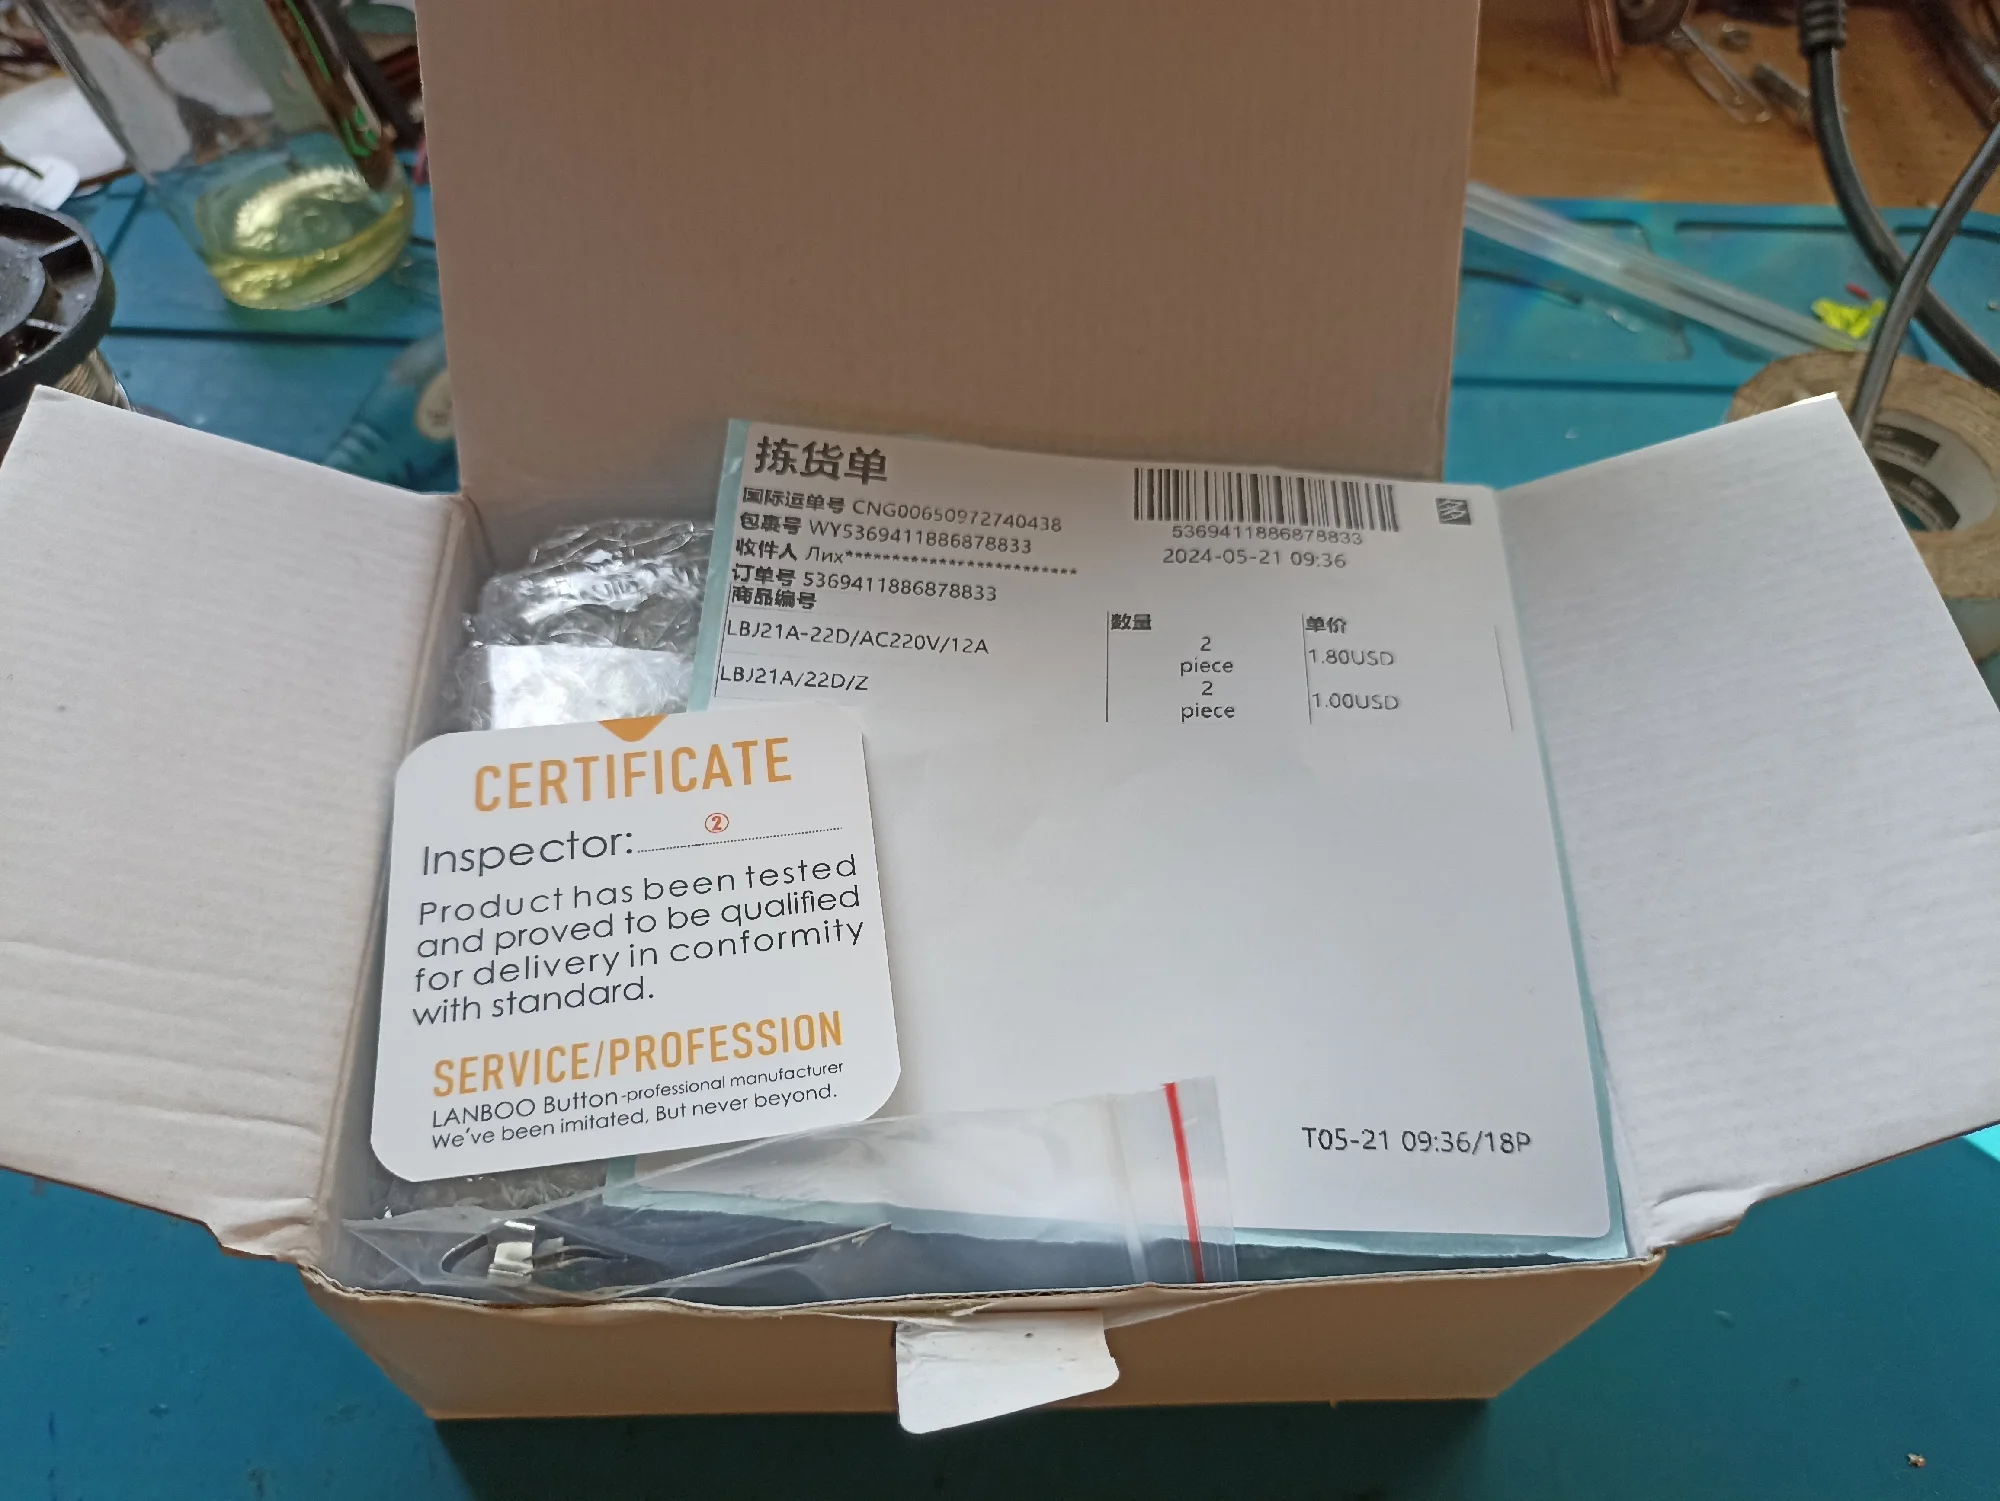 拣货单
国际运单号 CNG00650972740438
包裹号 WY5369411886878833
收件人 Лих*************************
订单号 5369411886878833
5369411886878833
2024-05-21 09:36
商品编号 数量 单价
LBJ21A-22D/AC220V/12A 2 piece 1.80USD
LBJ21A/22D/Z 2 piece 1.00USD
T05-21 09:36/18P
CERTIFICATE
Inspector: ②
Product has been tested
and proved to be qualified
for delivery in conformity
with standard.
SERVICE/PROFESSION
LANBOO Button-professional manufacturer
We've been imitated, But never beyond.